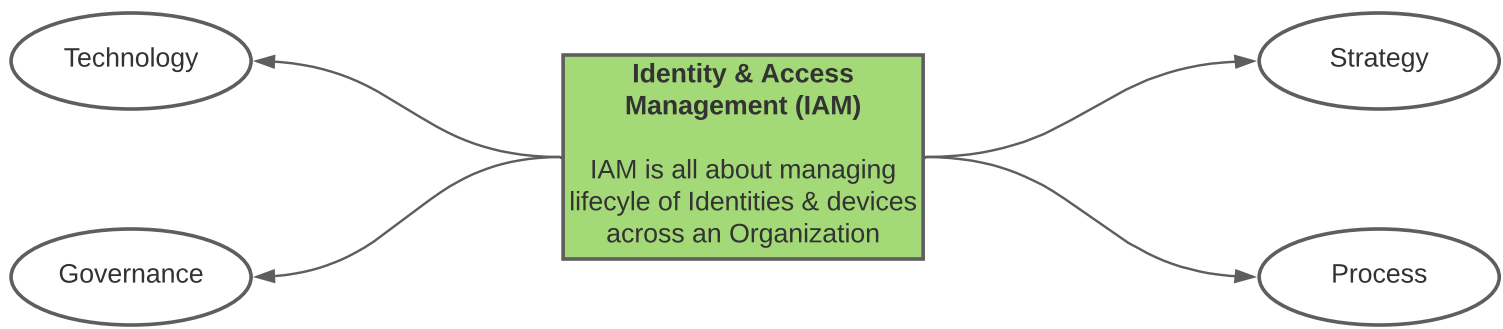 Technology
Identity & Access
Management (IAM)
IAM is all about managing
lifecyle of Identities & devices
across an Organization
Strategy
Governance
Process